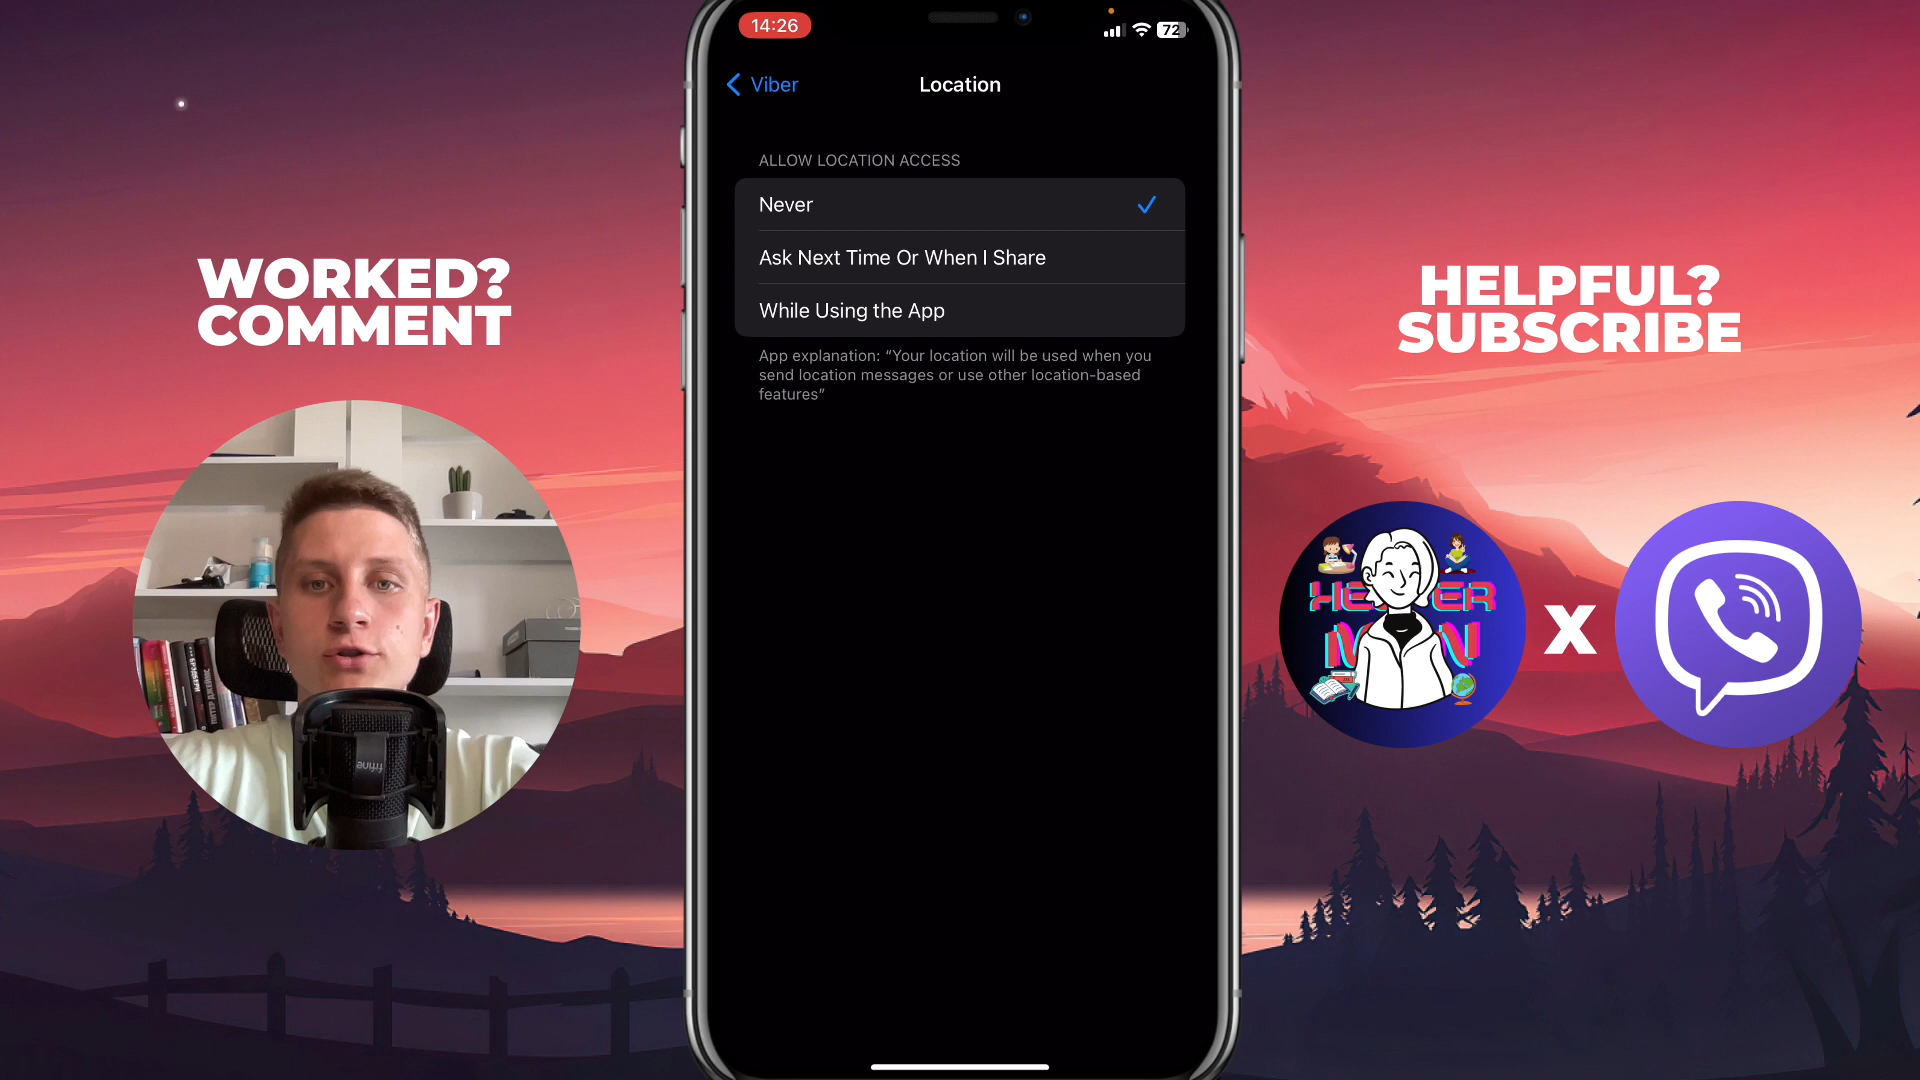 14:26
72
Viber
Location
ALLOW LOCATION ACCESS
Never
Ask Next Time Or When I Share
While Using the App
App explanation: “Your location will be used when you
send location messages or use other location-based
features”
WORKED?
COMMENT
fifine
HELPFUL?
SUBSCRIBE
X